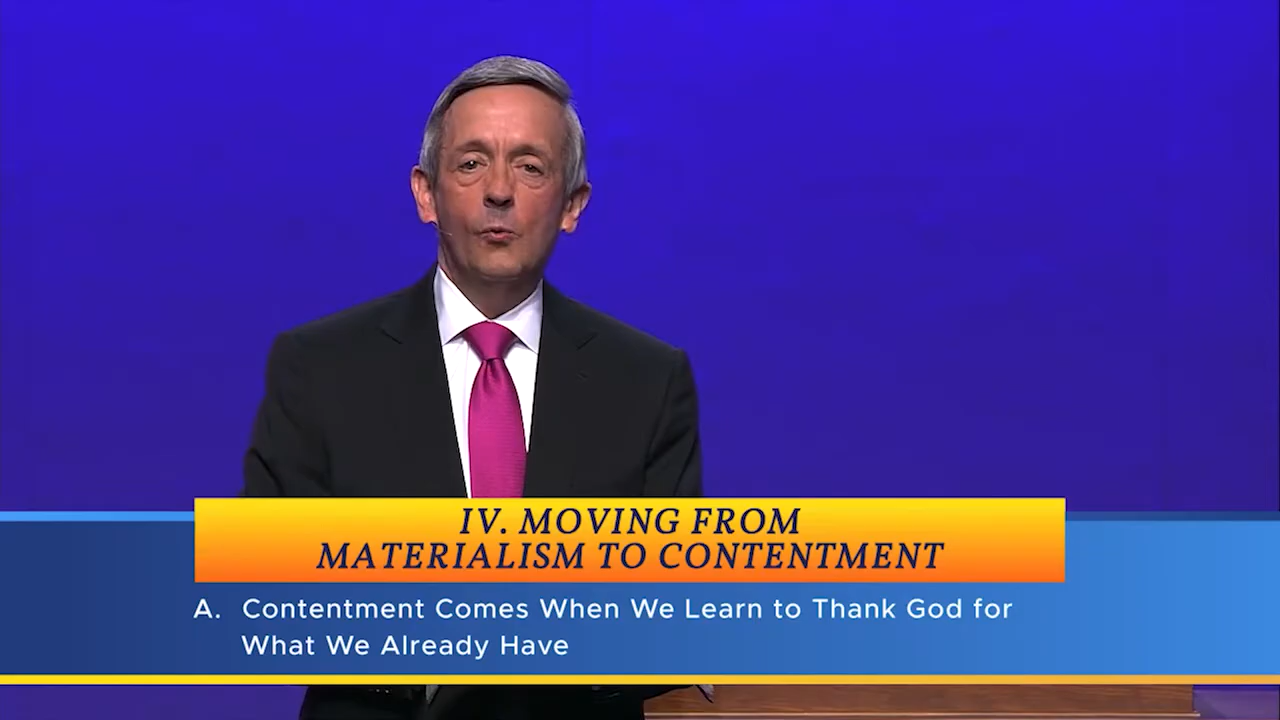 IV. MOVING FROM
MATERIALISM TO CONTENTMENT
A. Contentment Comes When We Learn to Thank God for
What We Already Have